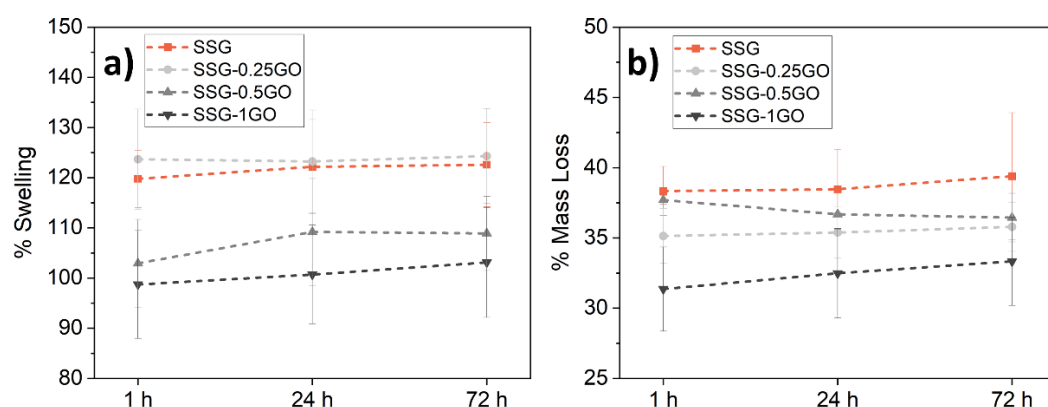 a)
% Swelling
150
140
130
120
110
100
90
80
SSG
SSG-0.25GO
SSG-0.5GO
SSG-1GO
1 h
24 h
72 h
b)
% Mass Loss
50
45
40
35
30
25
SSG
SSG-0.25GO
SSG-0.5GO
SSG-1GO
1 h
24 h
72 h